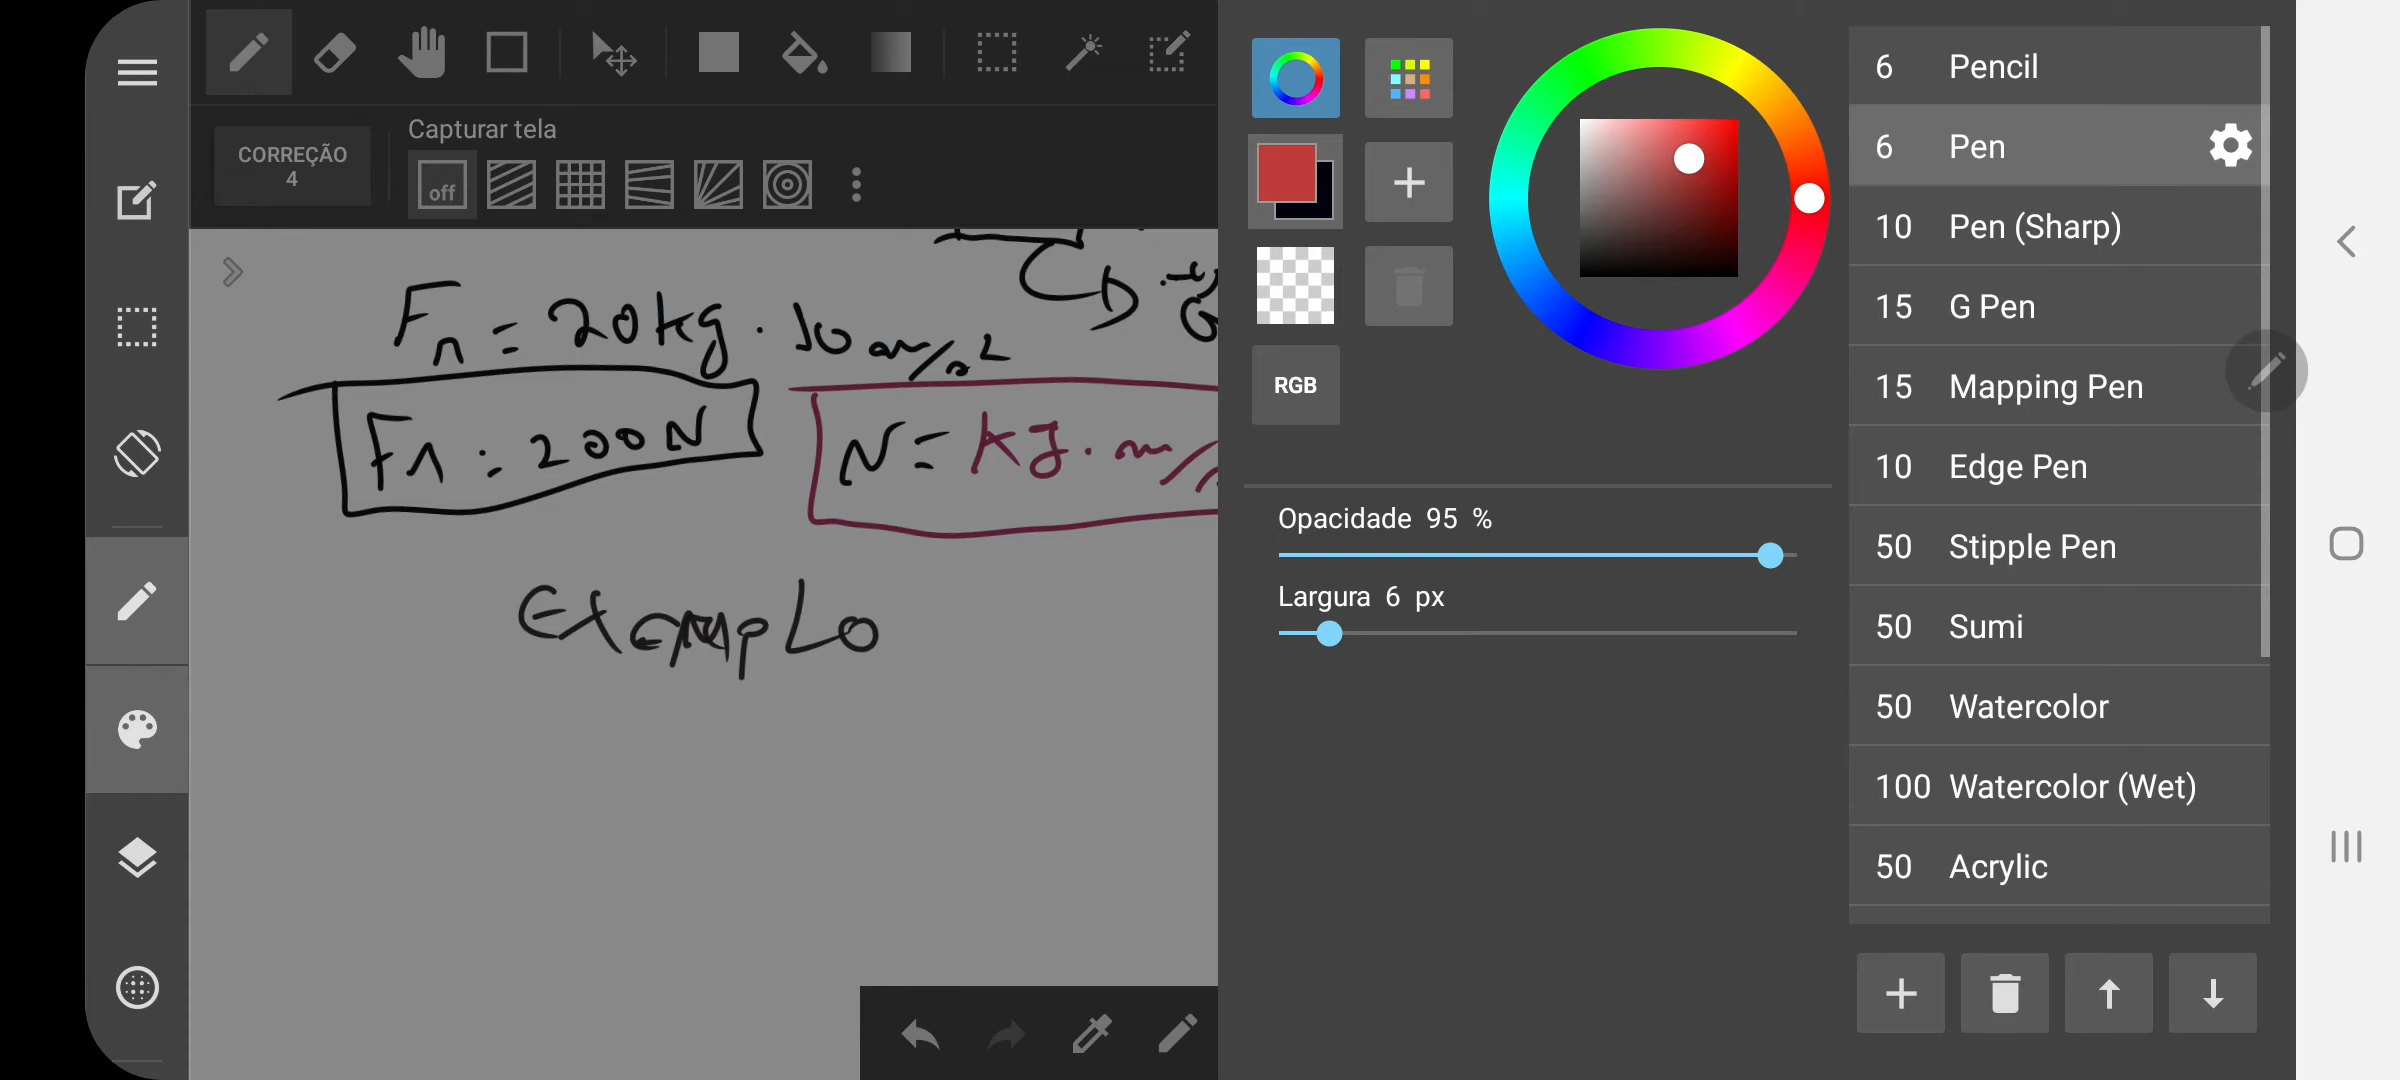 CORREÇÃO
4
Capturar tela
off
Fn = 20kg . 10 m/s²
Fn = 200N
N = kg . m/
Exemplo
RGB
Opacidade 95 %
Largura 6 px
6 Pencil
6 Pen
10 Pen (Sharp)
15 G Pen
15 Mapping Pen
10 Edge Pen
50 Stipple Pen
50 Sumi
50 Watercolor
100 Watercolor (Wet)
50 Acrylic